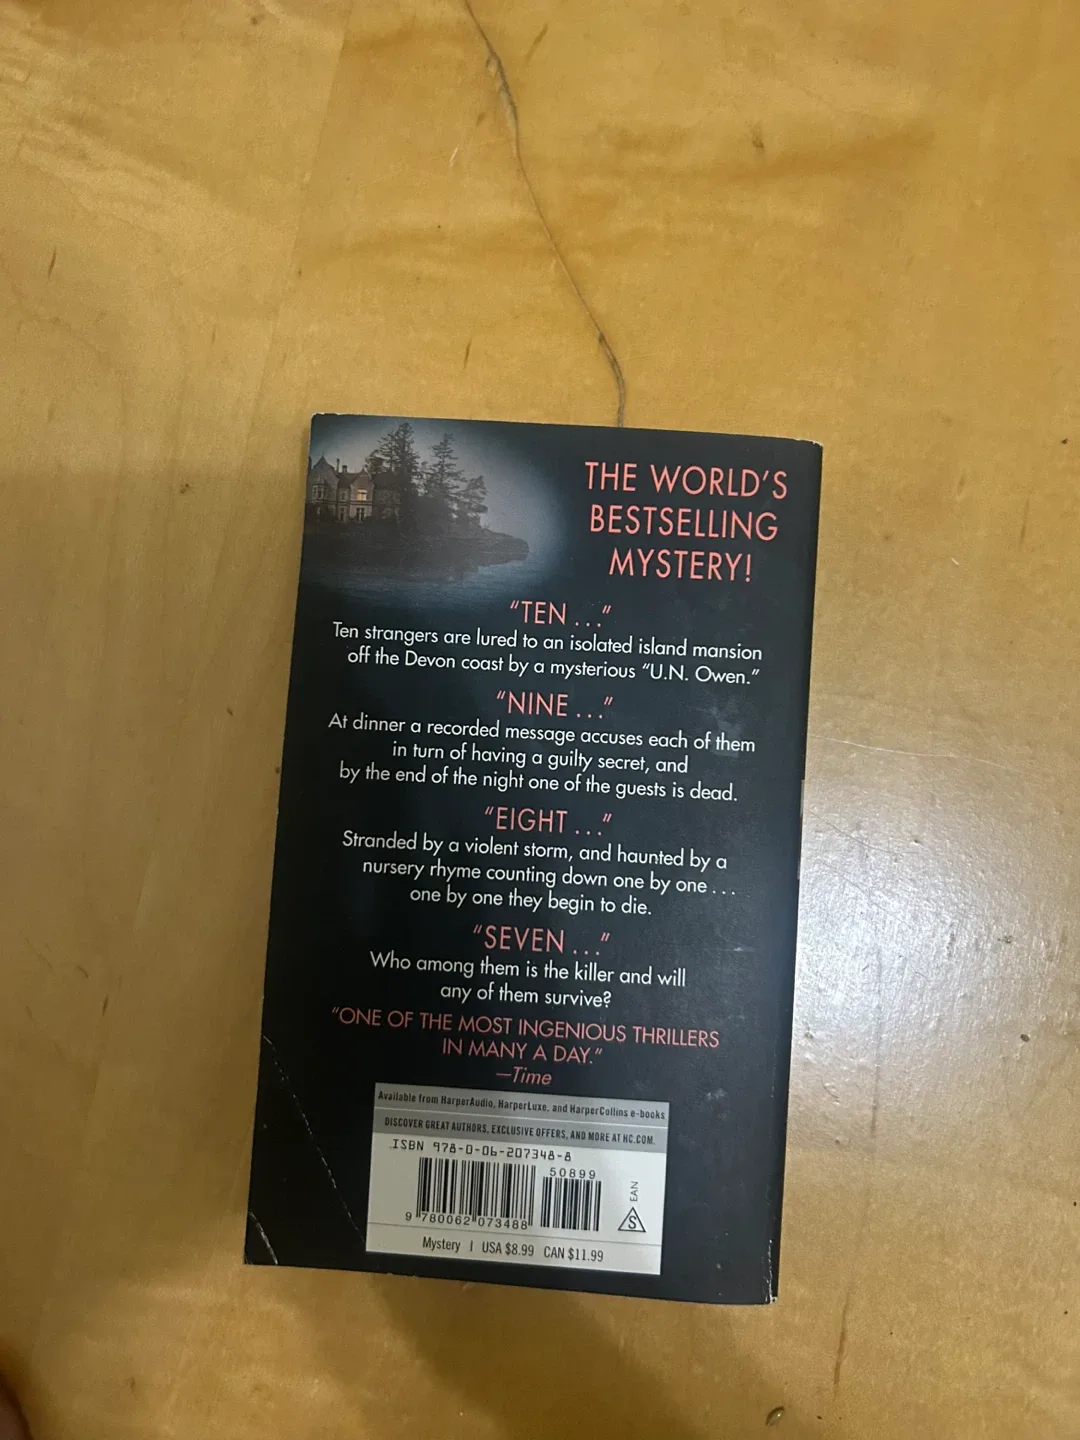 THE WORLD'S
BESTSELLING
MYSTERY!
"TEN ..."
Ten strangers are lured to an isolated island mansion
off the Devon coast by a mysterious "U.N. Owen."
"NINE ..."
At dinner a recorded message accuses each of them
in turn of having a guilty secret, and
by the end of the night one of the guests is dead.
"EIGHT ..."
Stranded by a violent storm, and haunted by a
nursery rhyme counting down one by one ...
one by one they begin to die.
"SEVEN ..."
Who among them is the killer and will
any of them survive?
"ONE OF THE MOST INGENIOUS THRILLERS
IN MANY A DAY."
—Time
Available from HarperAudio, HarperLuxe, and HarperCollins e-books
DISCOVER GREAT AUTHORS, EXCLUSIVE OFFERS, AND MORE AT HC.COM.
ISBN 978-0-06-207348-8
50899
9 780062 073488
EAN
S
Mystery | USA $8.99 CAN $11.99